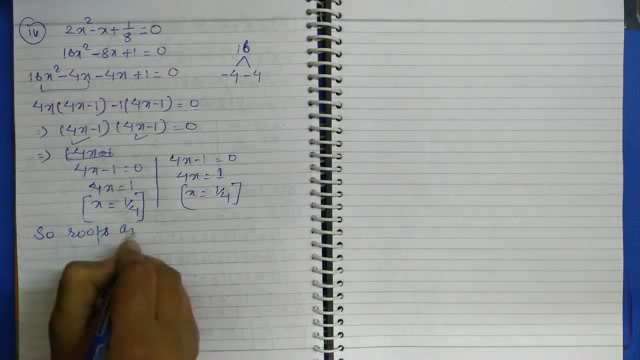 iv 2x² - x + 1/8 = 0
16x² - 8x + 1 = 0
16
-4 -4
16x² - 4x - 4x + 1 = 0
4x(4x-1) - 1(4x-1) = 0
⇒ (4x-1) (4x-1) = 0
⇒
4x-1 = 0 | 4x-1 = 0
4x = 1 | 4x = 1
[x = 1/4] | [x = 1/4]
So roots a